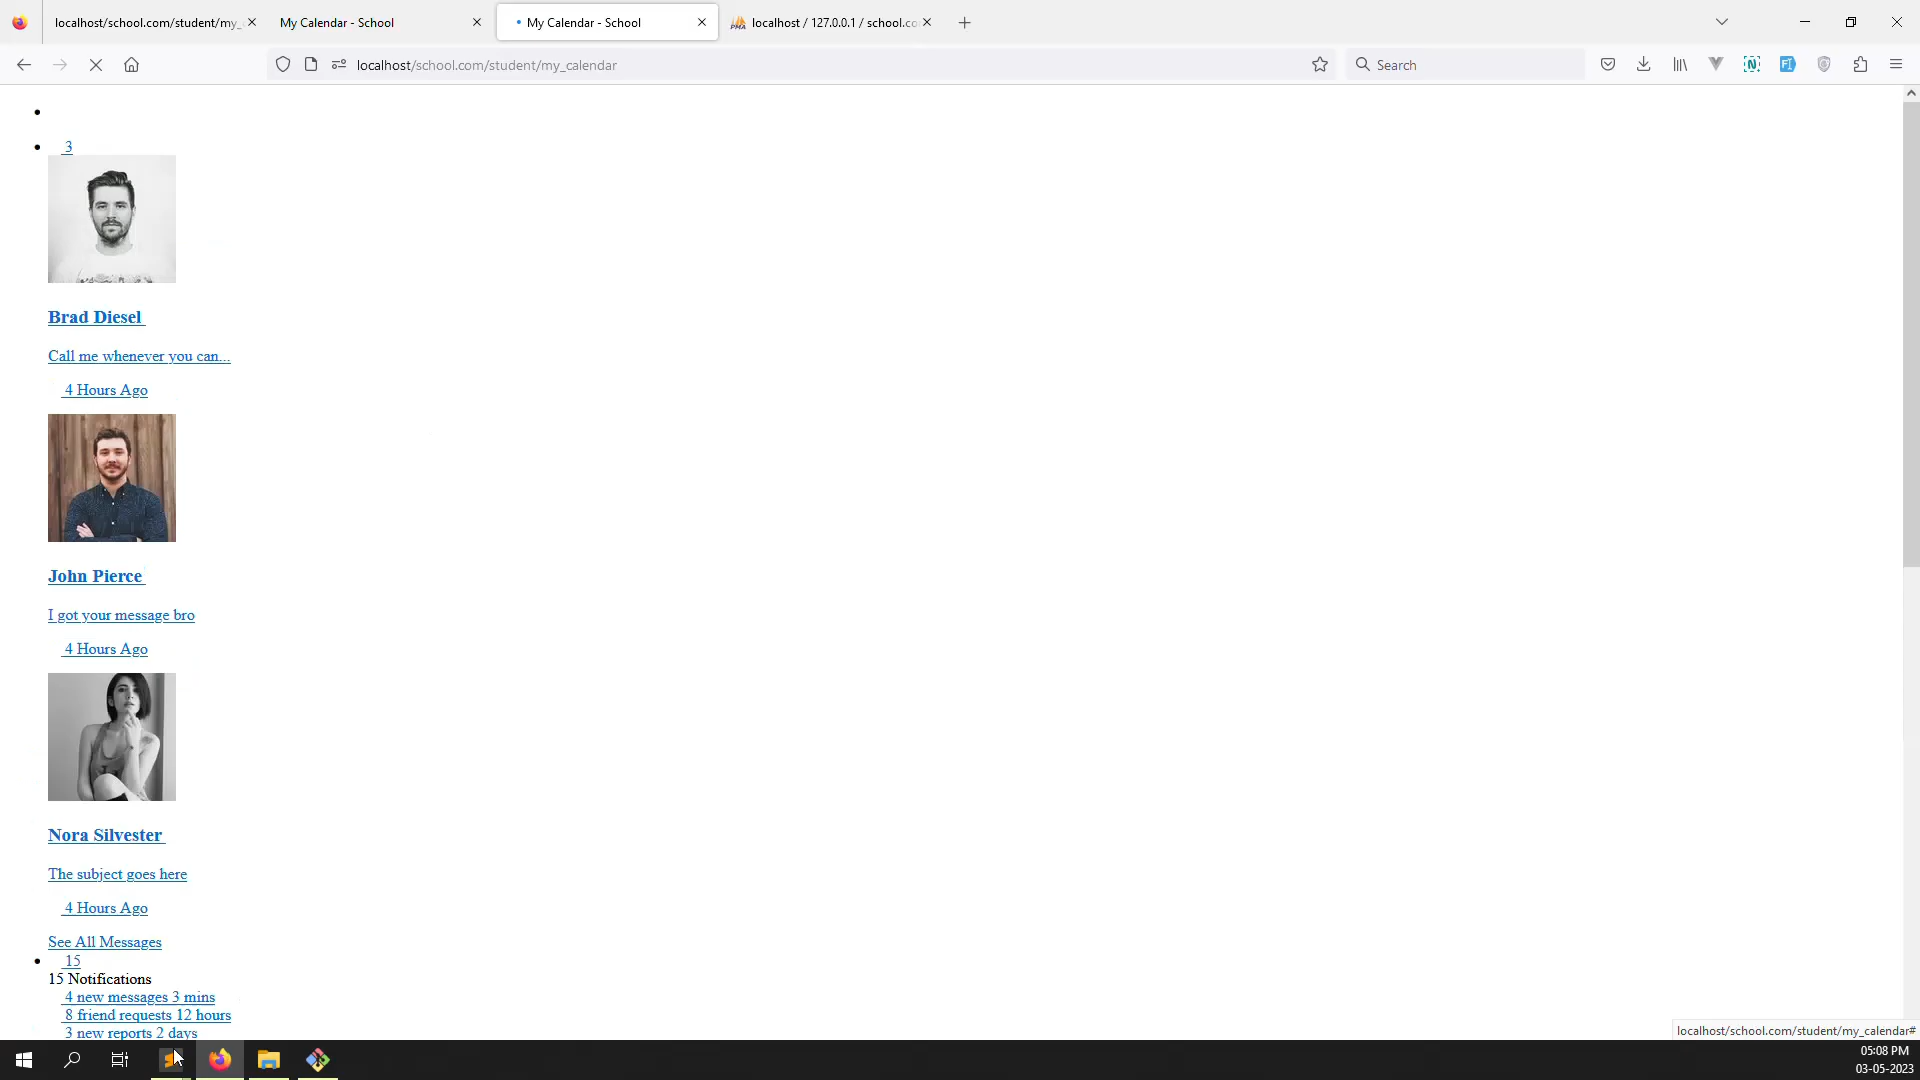 localhost/school.com/student/my_
My Calendar - School
My Calendar - School
localhost / 127.0.0.1 / school.co
localhost/school.com/student/my_calendar
Search
3
Brad Diesel
Call me whenever you can...
4 Hours Ago
John Pierce
I got your message bro
4 Hours Ago
Nora Silvester
The subject goes here
4 Hours Ago
See All Messages
15
15 Notifications
4 new messages 3 mins
8 friend requests 12 hours
3 new reports 2 days
localhost/school.com/student/my_calendar#
05:08 PM
03-05-2023